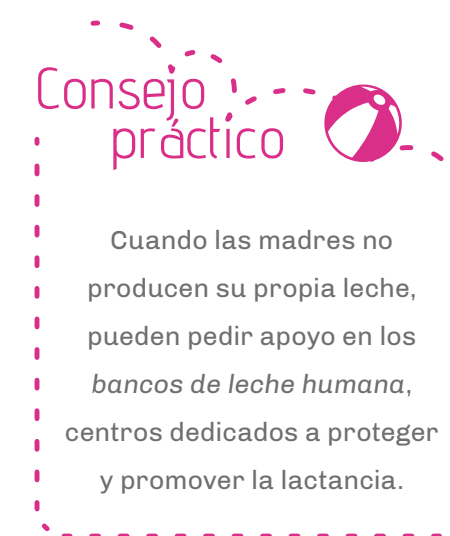 Consejo
práctico
Cuando las madres no
producen su propia leche,
pueden pedir apoyo en los
bancos de leche humana,
centros dedicados a proteger
y promover la lactancia.